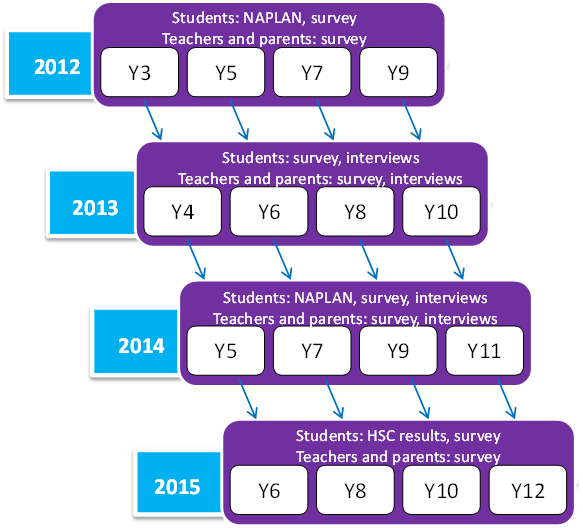 Students: NAPLAN, survey
Teachers and parents: survey
2012
Y3 Y5 Y7 Y9
Students: survey, interviews
Teachers and parents: survey, interviews
2013
Y4 Y6 Y8 Y10
Students: NAPLAN, survey, interviews
Teachers and parents: survey, interviews
2014
Y5 Y7 Y9 Y11
Students: HSC results, survey
Teachers and parents: survey
2015
Y6 Y8 Y10 Y12